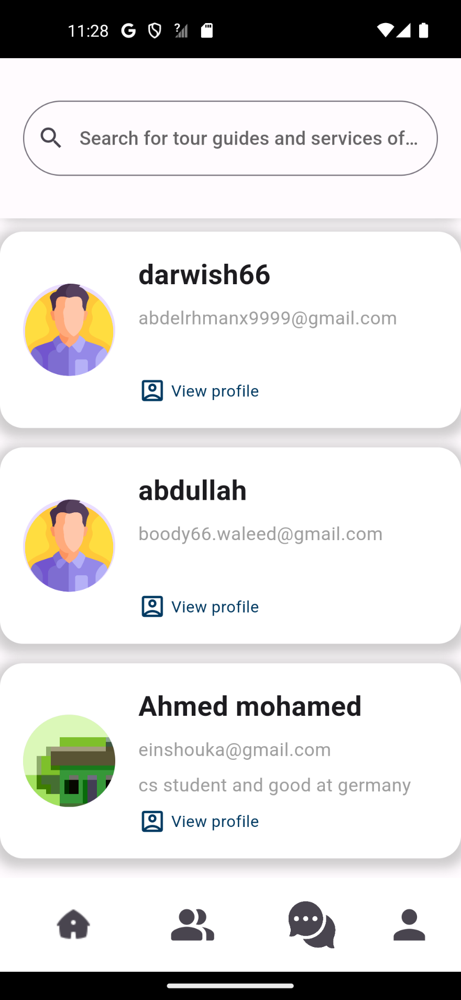 11:28
Search for tour guides and services of...
darwish66
abdelrhmanx9999@gmail.com
View profile
abdullah
boody66.waleed@gmail.com
View profile
Ahmed mohamed
einshouka@gmail.com
cs student and good at germany
View profile